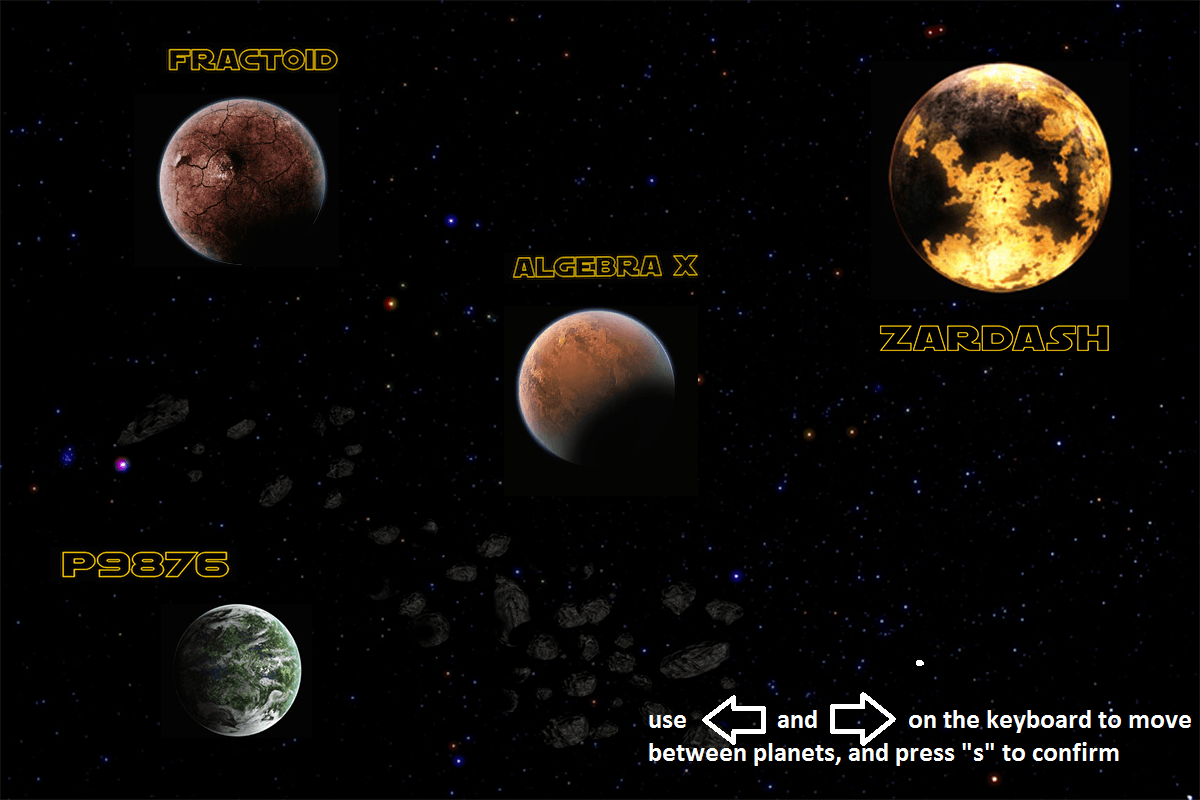 FRACTOID
ALGEBRA X
ZARDASH
P9876
use and on the keyboard to move
between planets, and press "s" to confirm